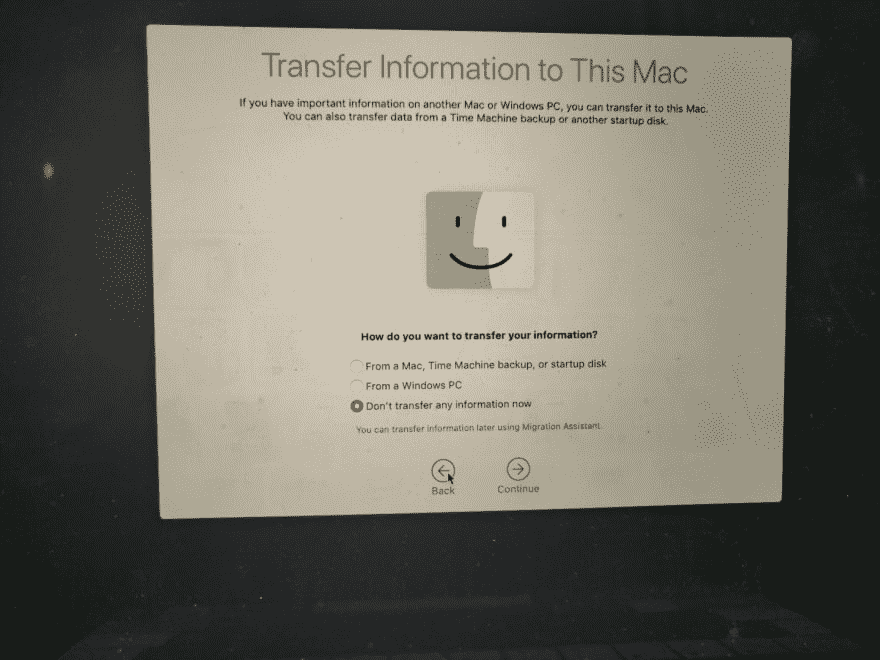 Transfer Information to This Mac
If you have important information on another Mac or Windows PC, you can transfer it to this Mac.
You can also transfer data from a Time Machine backup or another startup disk.
How do you want to transfer your information?
From a Mac, Time Machine backup, or startup disk
From a Windows PC
Don't transfer any information now
You can transfer information later using Migration Assistant.
Back
Continue